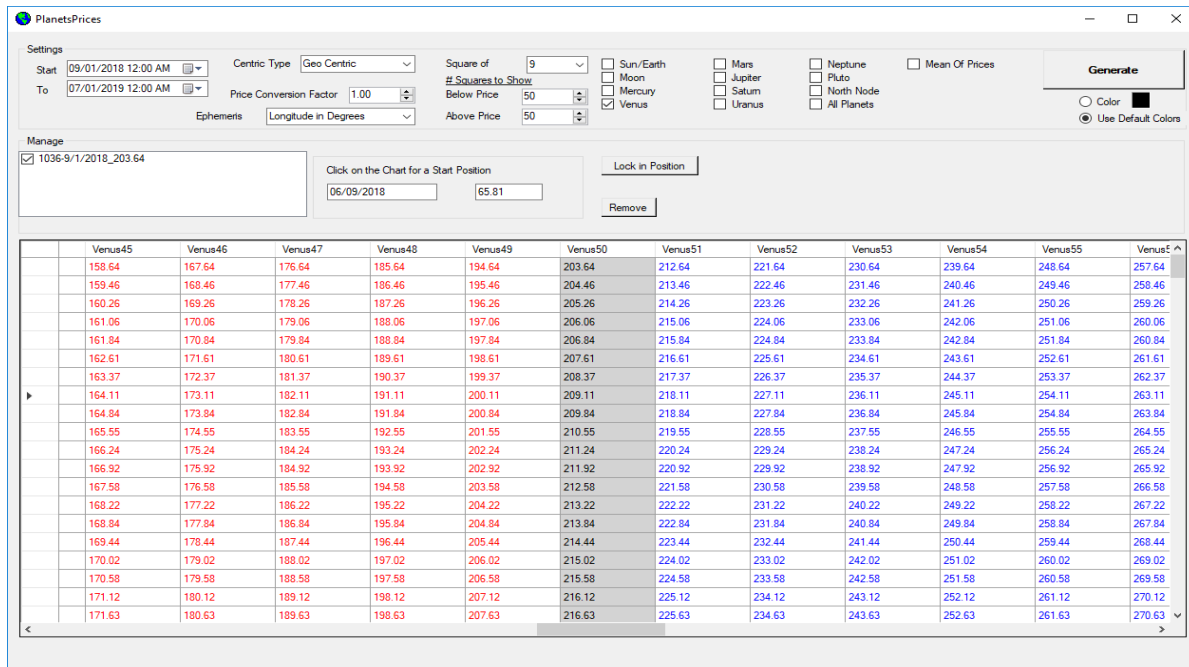 PlanetsPrices
Settings
Start 09/01/2018 12:00 AM Centric Type Geo Centric Square of 9 Sun/Earth Mars Neptune Mean Of Prices Generate
# Squares to Show Moon Jupiter Pluto
To 07/01/2019 12:00 AM Price Conversion Factor 1.00 Below Price 50 Mercury Saturn North Node Color
Ephemeris Longitude in Degrees Above Price 50 Venus Uranus All Planets Use Default Colors
Manage
1036-9/1/2018_203.64
Click on the Chart for a Start Position Lock in Position
06/09/2018 65.81
Remove
Venus45 Venus46 Venus47 Venus48 Venus49 Venus50 Venus51 Venus52 Venus53 Venus54 Venus55
158.64 167.64 176.64 185.64 194.64 203.64 212.64 221.64 230.64 239.64 248.64 257.64
159.46 168.46 177.46 186.46 195.46 204.46 213.46 222.46 231.46 240.46 249.46 258.46
160.26 169.26 178.26 187.26 196.26 205.26 214.26 223.26 232.26 241.26 250.26 259.26
161.06 170.06 179.06 188.06 197.06 206.06 215.06 224.06 233.06 242.06 251.06 260.06
161.84 170.84 179.84 188.84 197.84 206.84 215.84 224.84 233.84 242.84 251.84 260.84
162.61 171.61 180.61 189.61 198.61 207.61 216.61 225.61 234.61 243.61 252.61 261.61
163.37 172.37 181.37 190.37 199.37 208.37 217.37 226.37 235.37 244.37 253.37 262.37
164.11 173.11 182.11 191.11 200.11 209.11 218.11 227.11 236.11 245.11 254.11 263.11
164.84 173.84 182.84 191.84 200.84 209.84 218.84 227.84 236.84 245.84 254.84 263.84
165.55 174.55 183.55 192.55 201.55 210.55 219.55 228.55 237.55 246.55 255.55 264.55
166.24 175.24 184.24 193.24 202.24 211.24 220.24 229.24 238.24 247.24 256.24 265.24
166.92 175.92 184.92 193.92 202.92 211.92 220.92 229.92 238.92 247.92 256.92 265.92
167.58 176.58 185.58 194.58 203.58 212.58 221.58 230.58 239.58 248.58 257.58 266.58
168.22 177.22 186.22 195.22 204.22 213.22 222.22 231.22 240.22 249.22 258.22 267.22
168.84 177.84 186.84 195.84 204.84 213.84 222.84 231.84 240.84 249.84 258.84 267.84
169.44 178.44 187.44 196.44 205.44 214.44 223.44 232.44 241.44 250.44 259.44 268.44
170.02 179.02 188.02 197.02 206.02 215.02 224.02 233.02 242.02 251.02 260.02 269.02
170.58 179.58 188.58 197.58 206.58 215.58 224.58 233.58 242.58 251.58 260.58 269.58
171.12 180.12 189.12 198.12 207.12 216.12 225.12 234.12 243.12 252.12 261.12 270.12
171.63 180.63 189.63 198.63 207.63 216.63 225.63 234.63 243.63 252.63 261.63 270.63